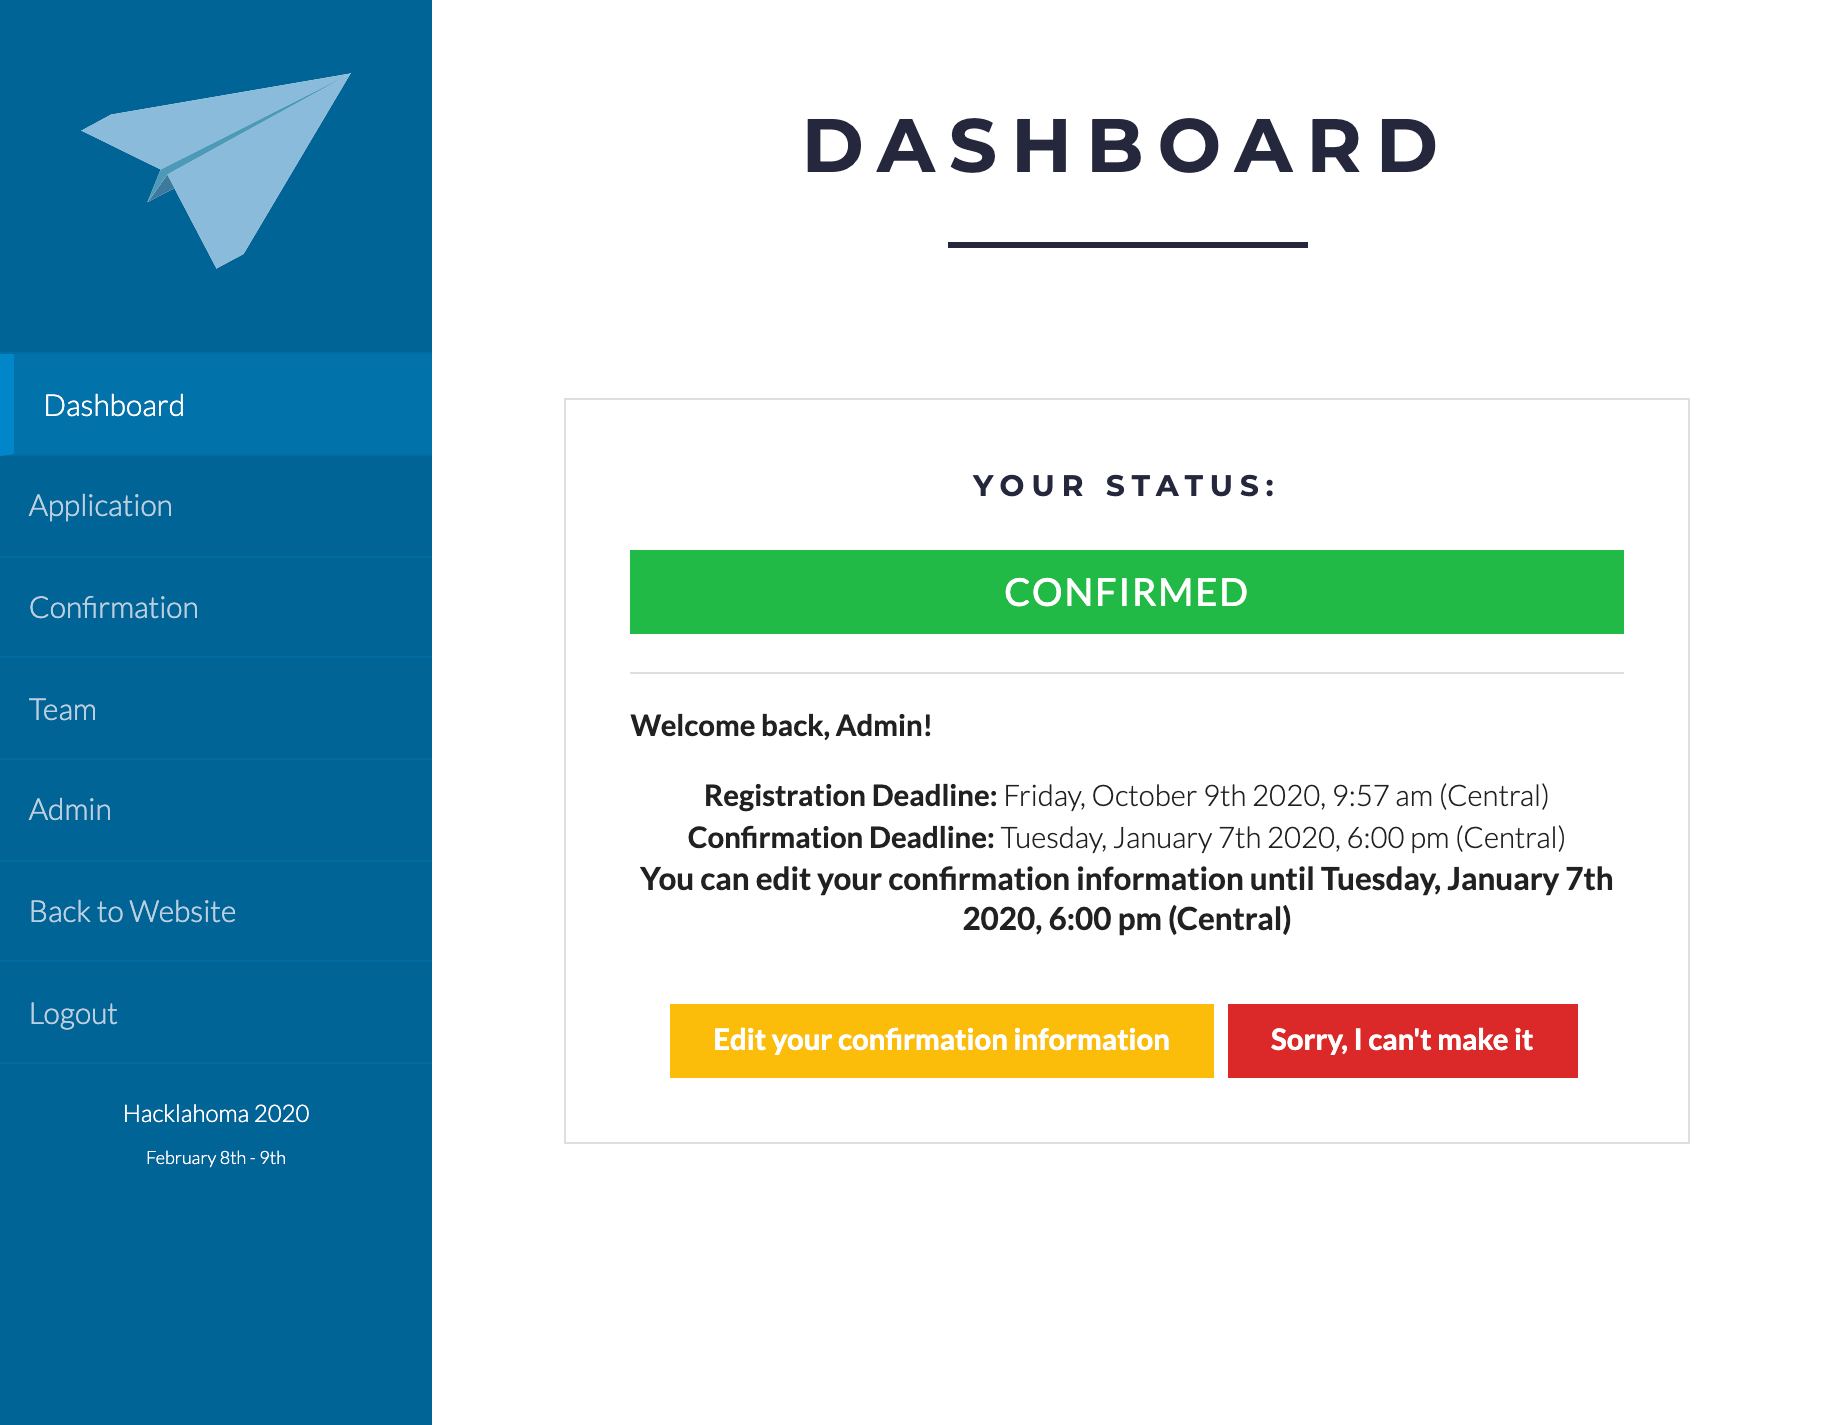 Dashboard
Application
Confirmation
Team
Admin
Back to Website
Logout
Hacklahoma 2020
February 8th - 9th
DASHBOARD
YOUR STATUS:
CONFIRMED
Welcome back, Admin!
Registration Deadline: Friday, October 9th 2020, 9:57 am (Central)
Confirmation Deadline: Tuesday, January 7th 2020, 6:00 pm (Central)
You can edit your confirmation information until Tuesday, January 7th
2020, 6:00 pm (Central)
Edit your confirmation information
Sorry, I can't make it